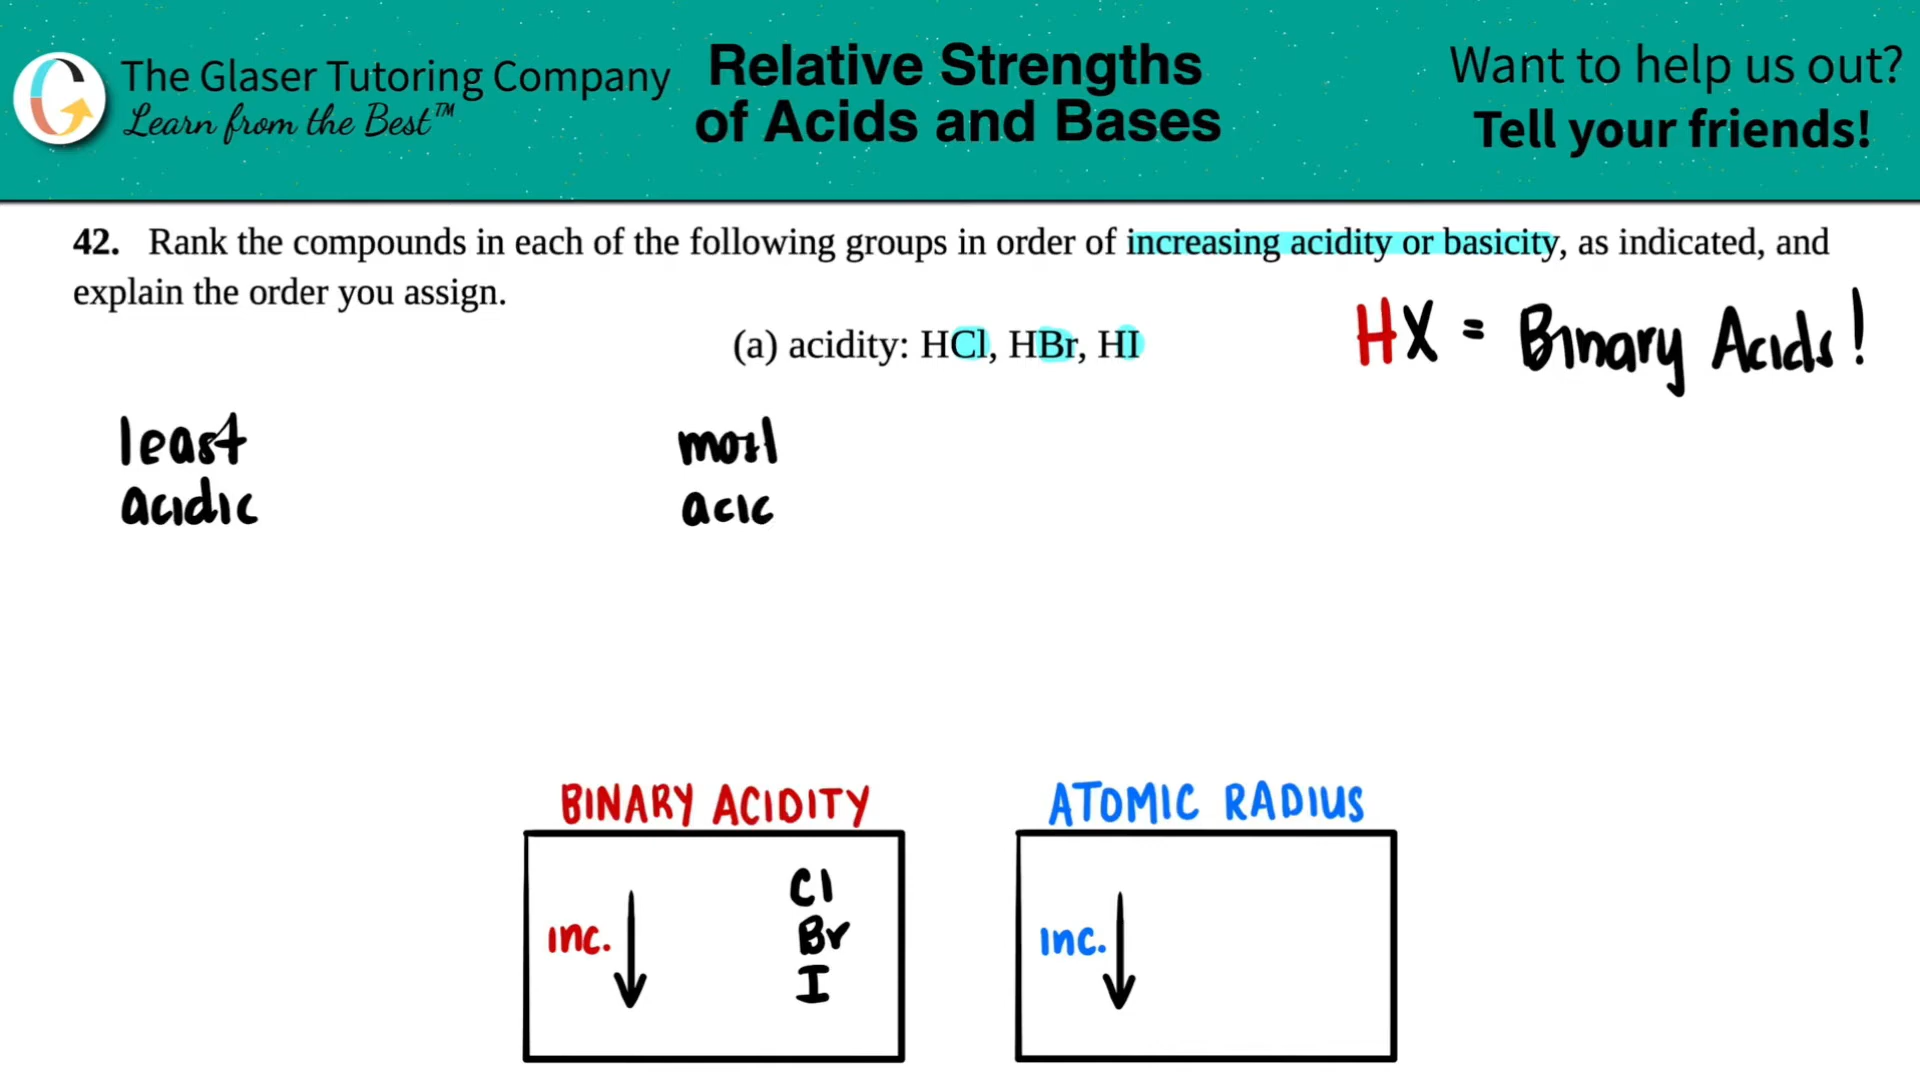 The Glaser Tutoring Company
Learn from the Best™
Relative Strengths
of Acids and Bases
Want to help us out?
Tell your friends!
42. Rank the compounds in each of the following groups in order of increasing acidity or basicity, as indicated, and
explain the order you assign.
(a) acidity: HCl, HBr, HI
HX = Binary Acids!
least
acidic
most
acic
BINARY ACIDITY
inc.
Cl
Br
I
ATOMIC RADIUS
inc.